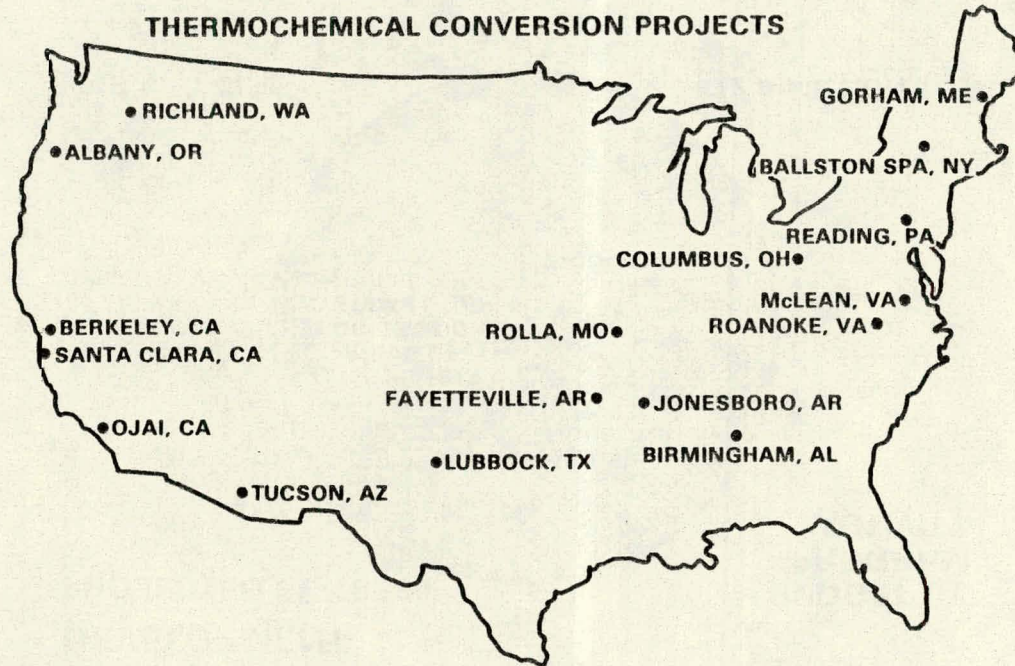 THERMOCHEMICAL CONVERSION PROJECTS
GORHAM, ME
RICHLAND, WA
ALBANY, OR
BALLSTON SPA, NY
READING, PA
COLUMBUS, OH
McLEAN, VA
BERKELEY, CA
ROLLA, MO
ROANOKE, VA
SANTA CLARA, CA
FAYETTEVILLE, AR
JONESBORO, AR
OJAI, CA
BIRMINGHAM, AL
LUBBOCK, TX
TUCSON, AZ